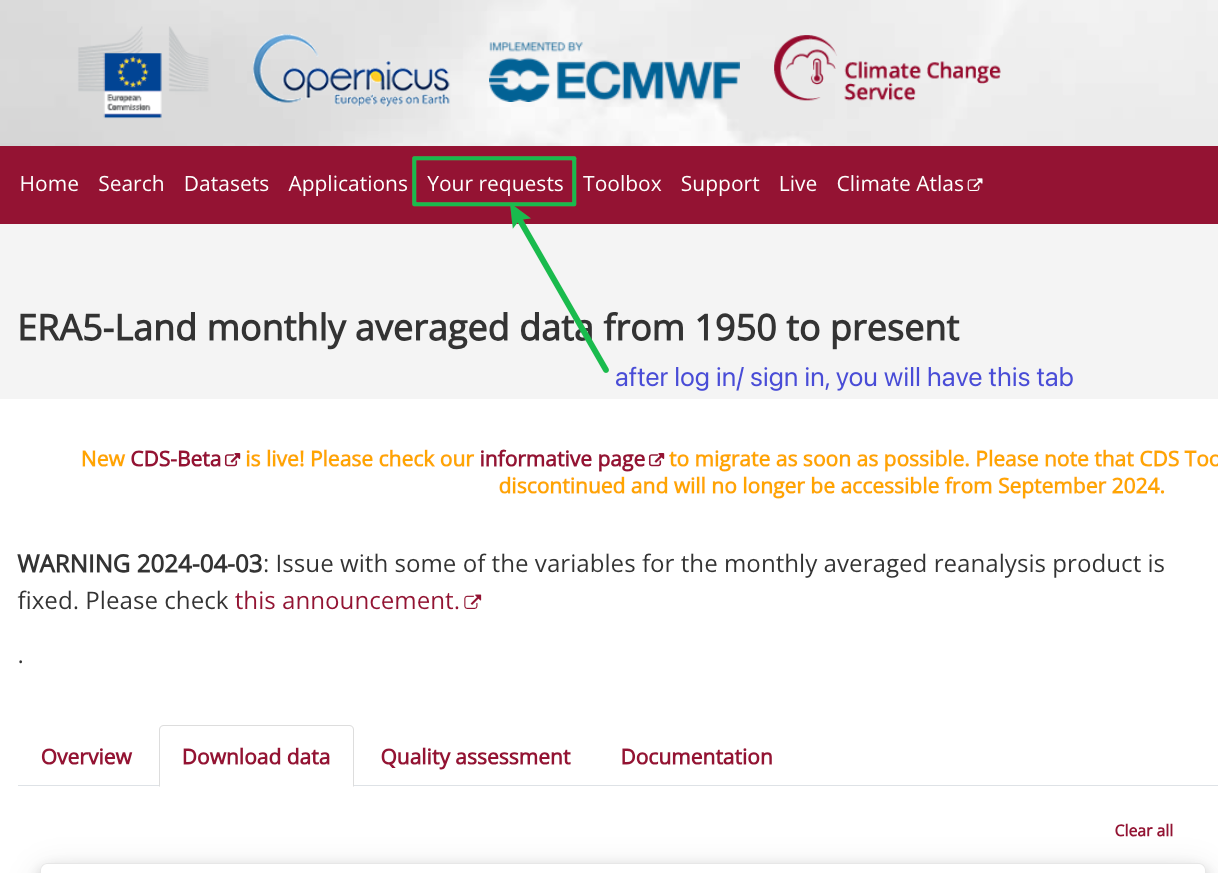 European
Commission
opernicus
Europe's eyes on Earth
IMPLEMENTED BY
ECMWF
Climate Change
Service
Home Search Datasets Applications Your requests Toolbox Support Live Climate Atlas
ERA5-Land monthly averaged data from 1950 to present
after log in/ sign in, you will have this tab
New CDS-Beta is live! Please check our informative page to migrate as soon as possible. Please note that CDS Too
discontinued and will no longer be accessible from September 2024.
WARNING 2024-04-03: Issue with some of the variables for the monthly averaged reanalysis product is
fixed. Please check this announcement.
.
Overview Download data Quality assessment Documentation
Clear all